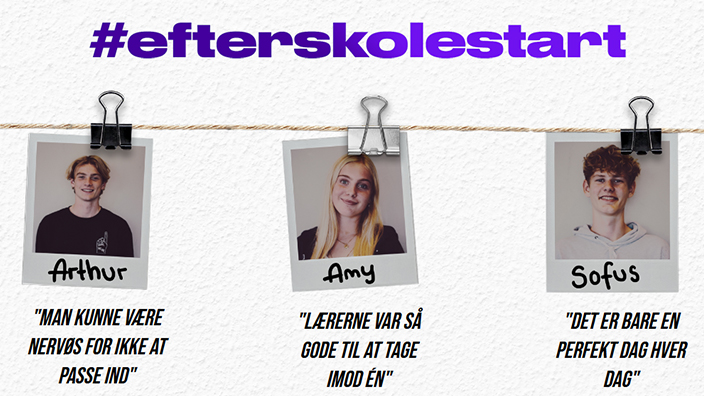 #efterskolestart
Arthur
Amy
Sofus
"MAN KUNNE VÆRE
NERVØS FOR IKKE AT
PASSE IND"
"LÆRERNE VAR SÅ
GODE TIL AT TAGE
IMOD ÉN"
"DET ER BARE EN
PERFEKT DAG HVER
DAG"